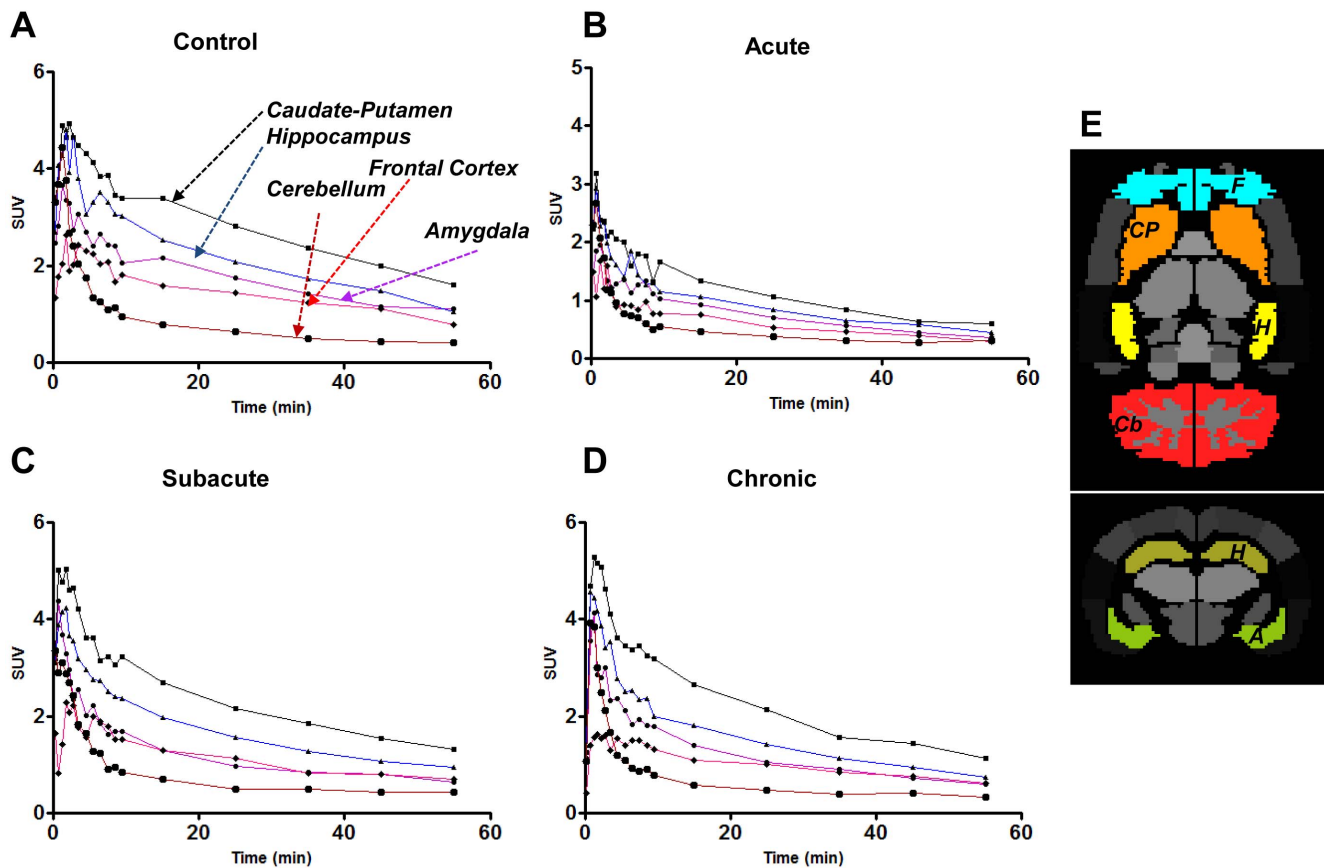 A
Control
6
4
2
0
SUV
0
20
40
60
Time (min)
Caudate-Putamen
Hippocampus
Frontal Cortex
Cerebellum
Amygdala
B
Acute
5
4
3
2
1
0
SUV
0
20
40
60
Time (min)
C
Subacute
6
4
2
0
SUV
0
20
40
60
Time (min)
D
Chronic
6
4
2
0
SUV
0
20
40
60
Time (min)
E
F
CP
H
Cb
H
A